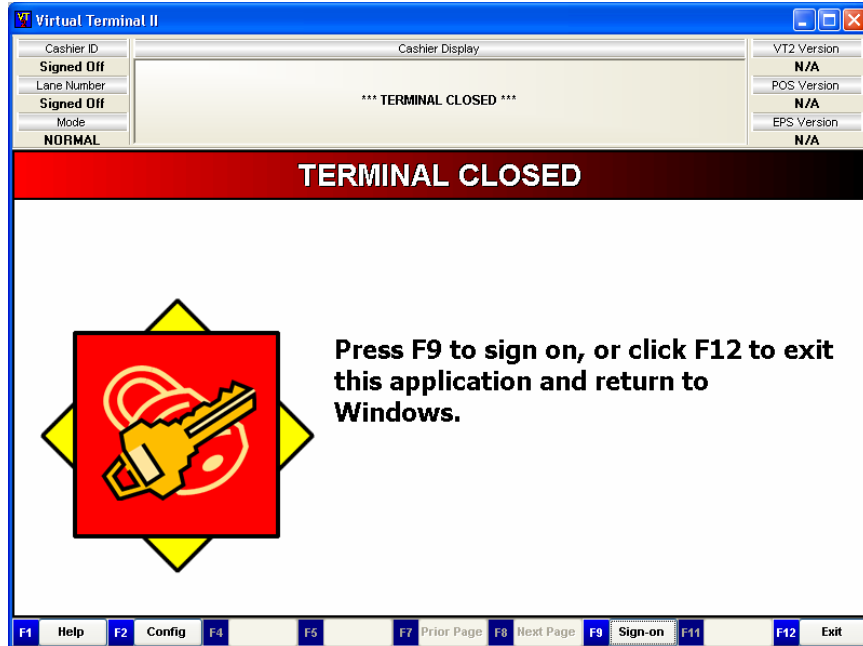 VT Virtual Terminal II
Cashier ID
Signed Off
Lane Number
Signed Off
Mode
NORMAL
Cashier Display
*** TERMINAL CLOSED ***
VT2 Version
N/A
POS Version
N/A
EPS Version
N/A
TERMINAL CLOSED
Press F9 to sign on, or click F12 to exit
this application and return to
Windows.
F1 Help F2 Config F4 F5 F7 Prior Page F8 Next Page F9 Sign-on F11 F12 Exit